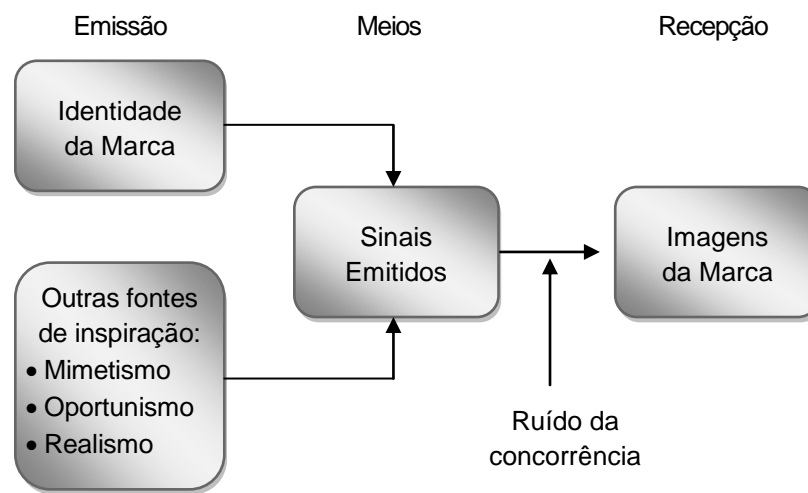 Emissão
Meios
Recepção
Identidade
da Marca
Sinais
Emitidos
Imagens
da Marca
Outras fontes
de inspiração:
• Mimetismo
• Oportunismo
• Realismo
Ruído da
concorrência